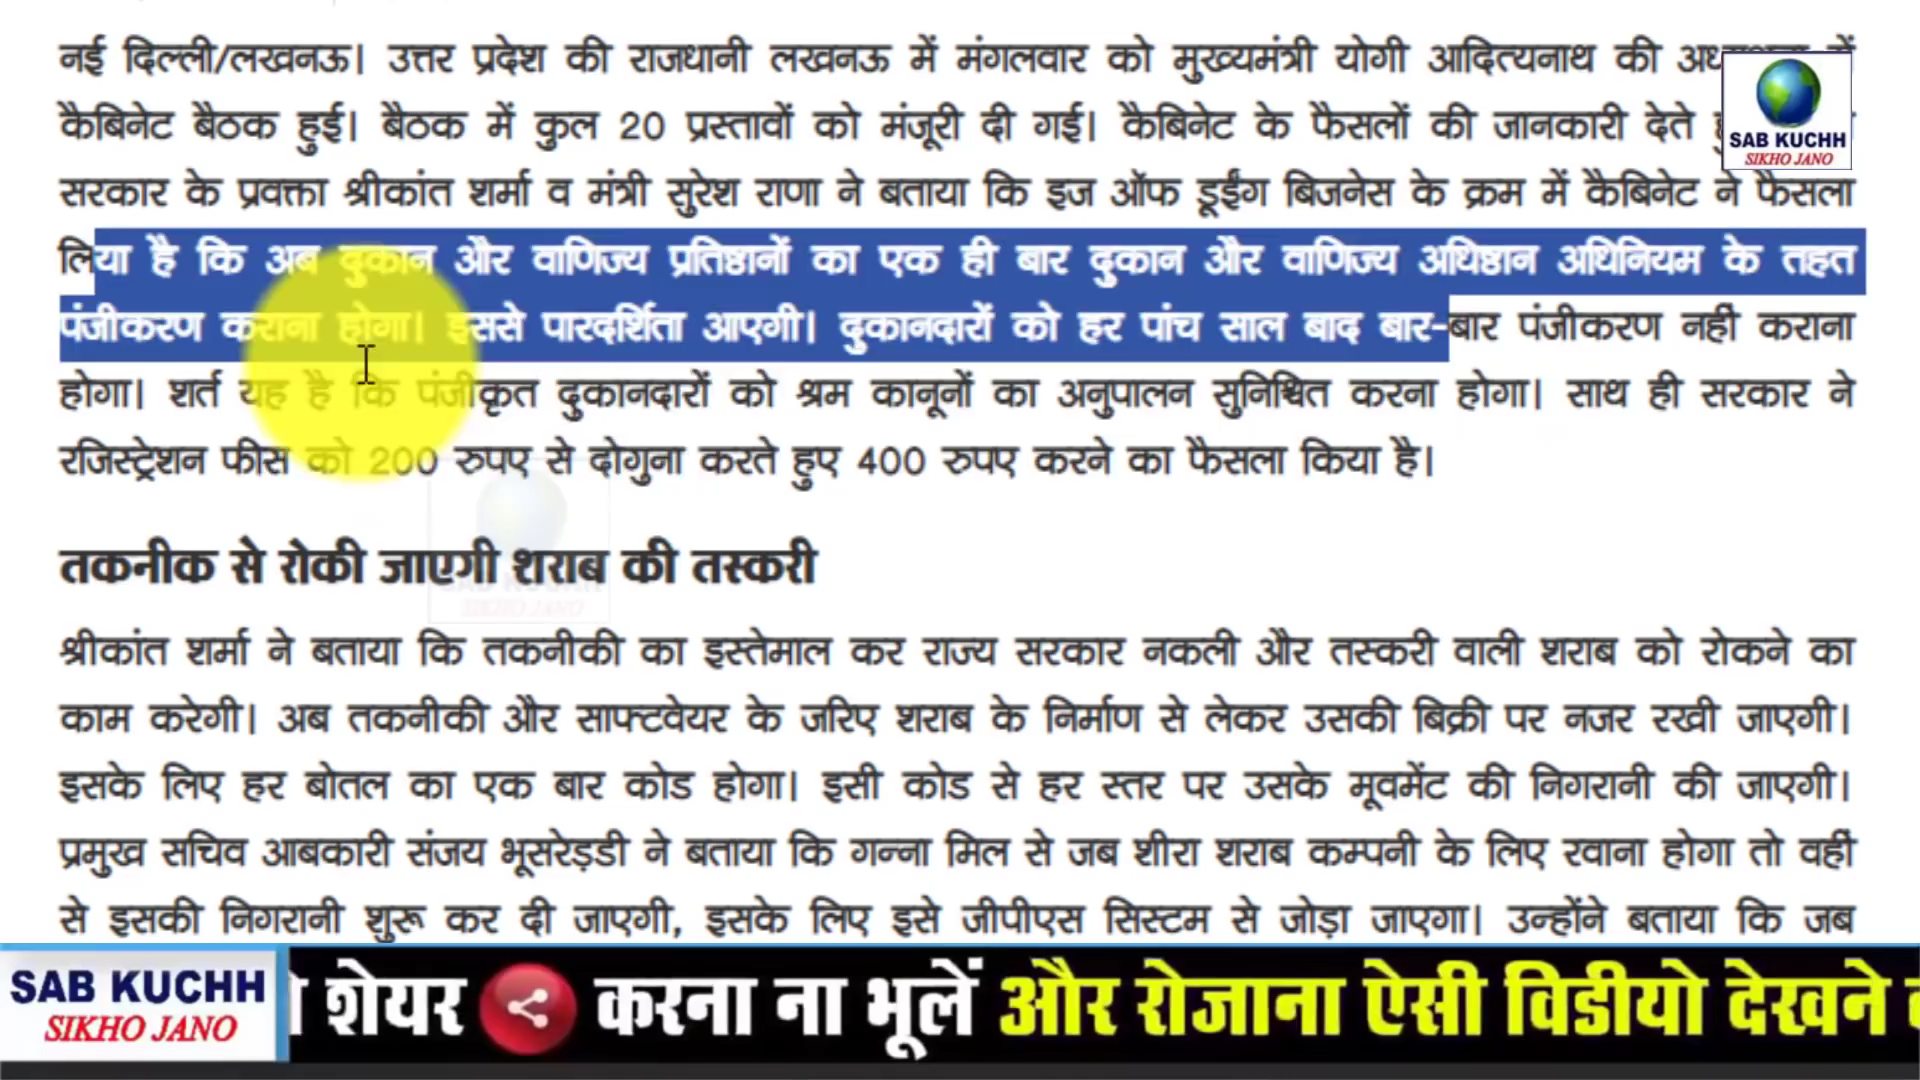 नई दिल्ली/लखनऊ। उत्तर प्रदेश की राजधानी लखनऊ में मंगलवार को मुख्यमंत्री योगी आदित्यनाथ की
कैबिनेट बैठक हुई। बैठक में कुल 20 प्रस्तावों को मंजूरी दी गई। कैबिनेट के फैसलों की जानकारी देते
सरकार के प्रवक्ता श्रीकांत शर्मा व मंत्री सुरेश राणा ने बताया कि इज ऑफ डूईंग बिजनेस के क्रम में कैबिनेट ने फैसला
लिया है कि अब दुकान और वाणिज्य प्रतिष्ठानों का एक ही बार दुकान और वाणिज्य अधिष्ठान अधिनियम के तहत
पंजीकरण कराना होगा। इससे पारदर्शिता आएगी। दुकानदारों को हर पांच साल बाद बार-बार पंजीकरण नहीं कराना
होगा। शर्त यह है कि पंजीकृत दुकानदारों को श्रम कानूनों का अनुपालन सुनिश्चित करना होगा। साथ ही सरकार ने
रजिस्ट्रेशन फीस को 200 रुपए से दोगुना करते हुए 400 रुपए करने का फैसला किया है।
तकनीक से रोकी जाएगी शराब की तस्करी
श्रीकांत शर्मा ने बताया कि तकनीकी का इस्तेमाल कर राज्य सरकार नकली और तस्करी वाली शराब को रोकने का
काम करेगी। अब तकनीकी और साफ्टवेयर के जरिए शराब के निर्माण से लेकर उसकी बिक्री पर नजर रखी जाएगी।
इसके लिए हर बोतल का एक बार कोड होगा। इसी कोड से हर स्तर पर उसके मूवमेंट की निगरानी की जाएगी।
प्रमुख सचिव आबकारी संजय भूसरेड्डी ने बताया कि गन्ना मिल से जब शीरा शराब कम्पनी के लिए रवाना होगा तो वहीं
से इसकी निगरानी शुरू कर दी जाएगी, इसके लिए इसे जीपीएस सिस्टम से जोड़ा जाएगा। उन्होंने बताया कि जब
SAB KUCHH
SIKHO JANO
SAB KUCHH
SIKHO JANO
SAB KUCHH
SIKHO JANO
शेयर करना ना भूलें और रोजाना ऐसी विडीयो देखने